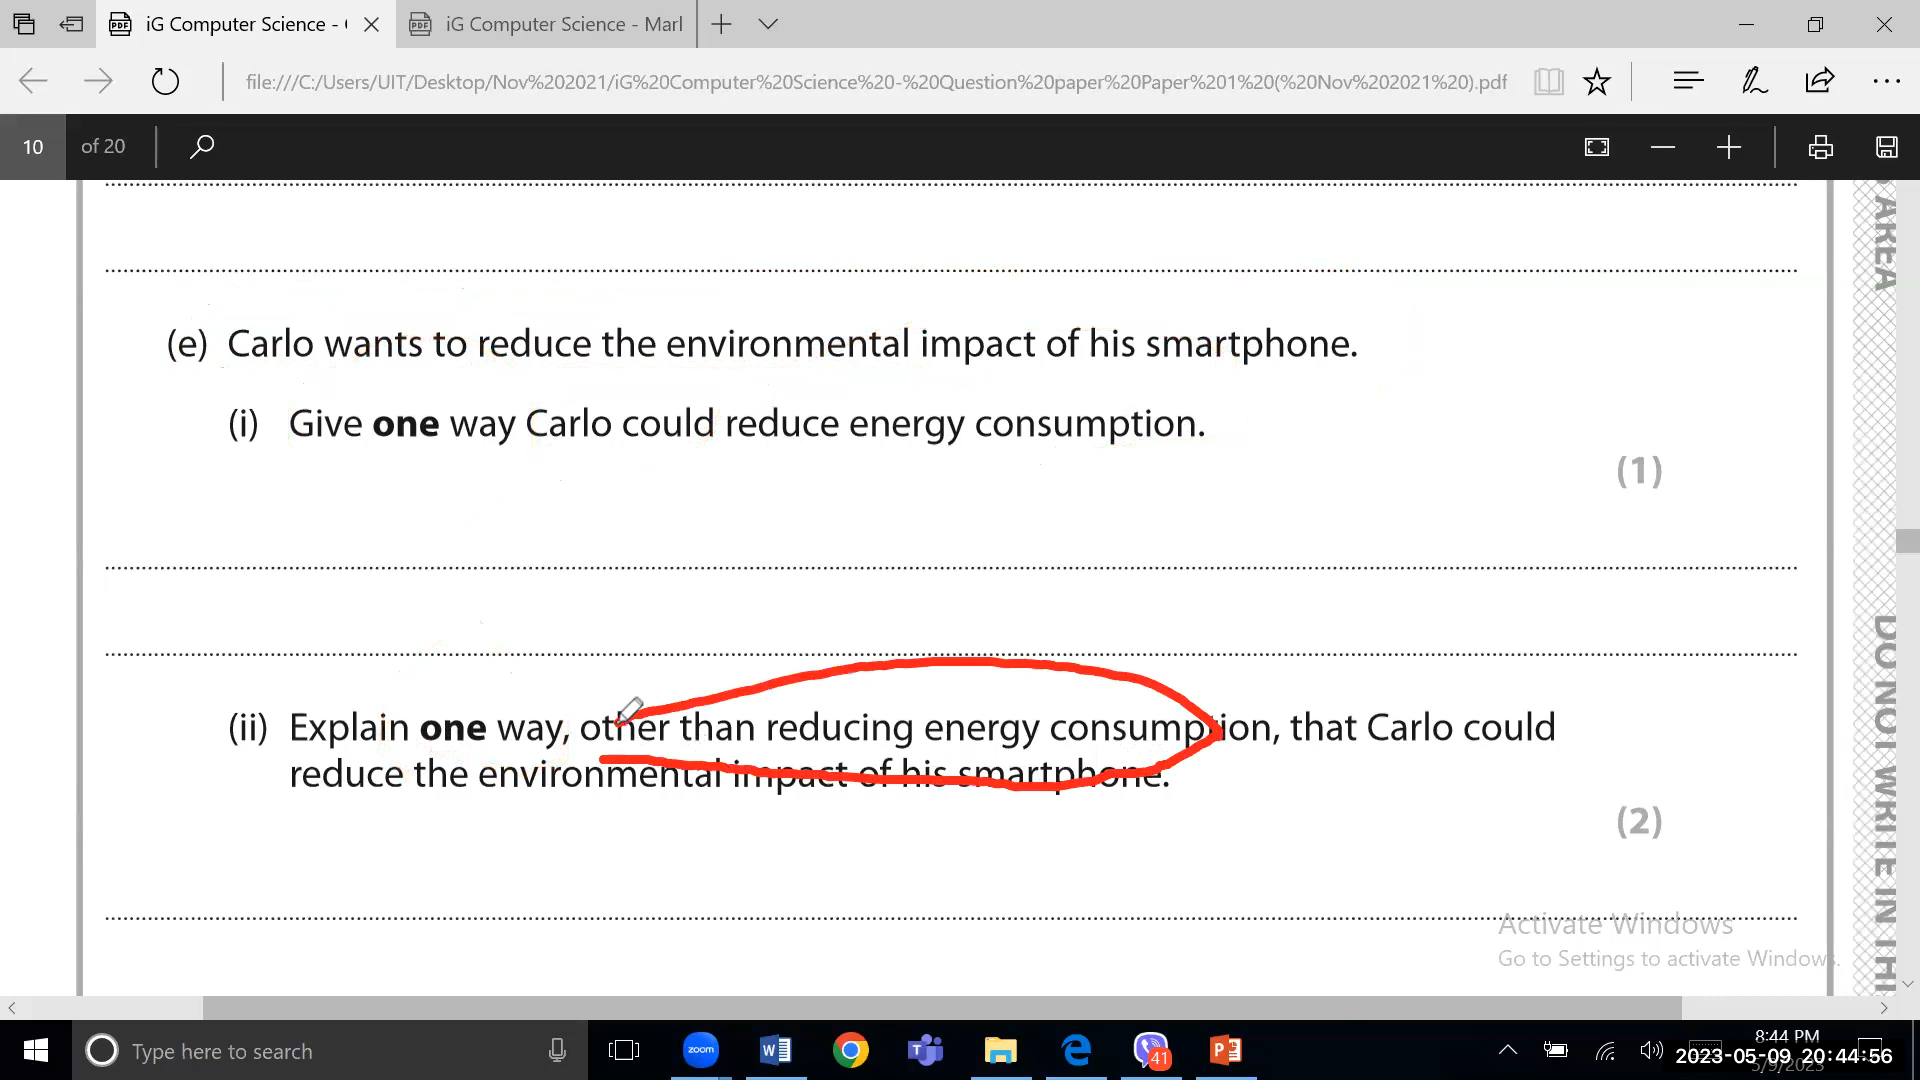 iG Computer Science - (
iG Computer Science - Marl
file:///C:/Users/UIT/Desktop/Nov%202021/iG%20Computer%20Science%20-%20Question%20paper%20Paper%201%20(%20Nov%202021%20).pdf
10 of 20
(e) Carlo wants to reduce the environmental impact of his smartphone.
(i) Give one way Carlo could reduce energy consumption.
(1)
(ii) Explain one way, other than reducing energy consumption, that Carlo could
reduce the environmental impact of his smartphone.
(2)
AREA
DO NOT WRITE IN THI
Activate Windows
Go to Settings to activate Windows.
Type here to search
zoom
41
8:44 PM
2023-05-09 20:44:56
5/9/2023